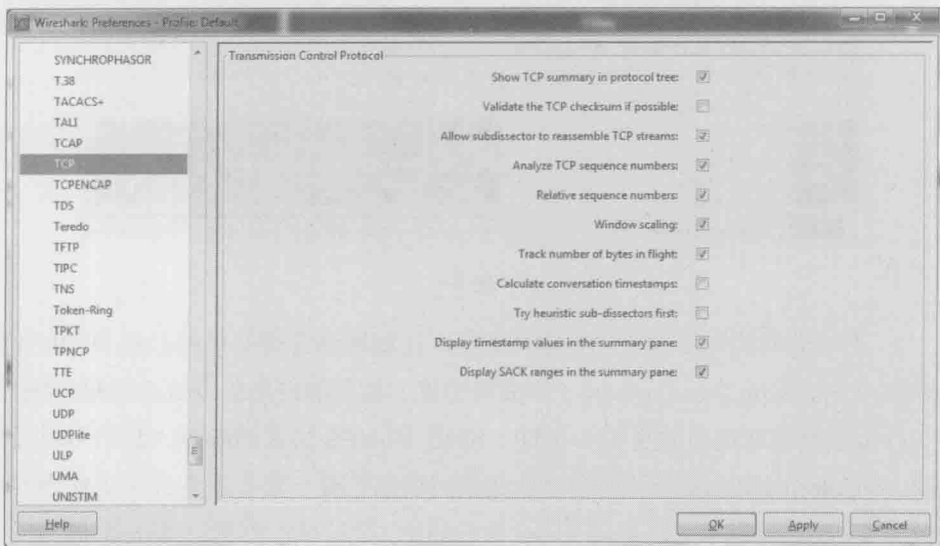 Wireshark: Preferences - Profile: Default
SYNCHROPHASOR
T.38
TACACS+
TALI
TCAP
TCP
TCPENCAP
TDS
Teredo
TFTP
TIPC
TNS
Token-Ring
TPKT
TPNCP
TTE
UCP
UDP
UDPlite
ULP
UMA
UNISTIM
Transmission Control Protocol
Show TCP summary in protocol tree:
Validate the TCP checksum if possible:
Allow subdissector to reassemble TCP streams:
Analyze TCP sequence numbers:
Relative sequence numbers:
Window scaling:
Track number of bytes in flight:
Calculate conversation timestamps:
Try heuristic sub-dissectors first:
Display timestamp values in the summary pane:
Display SACK ranges in the summary pane:
Help
OK
Apply
Cancel